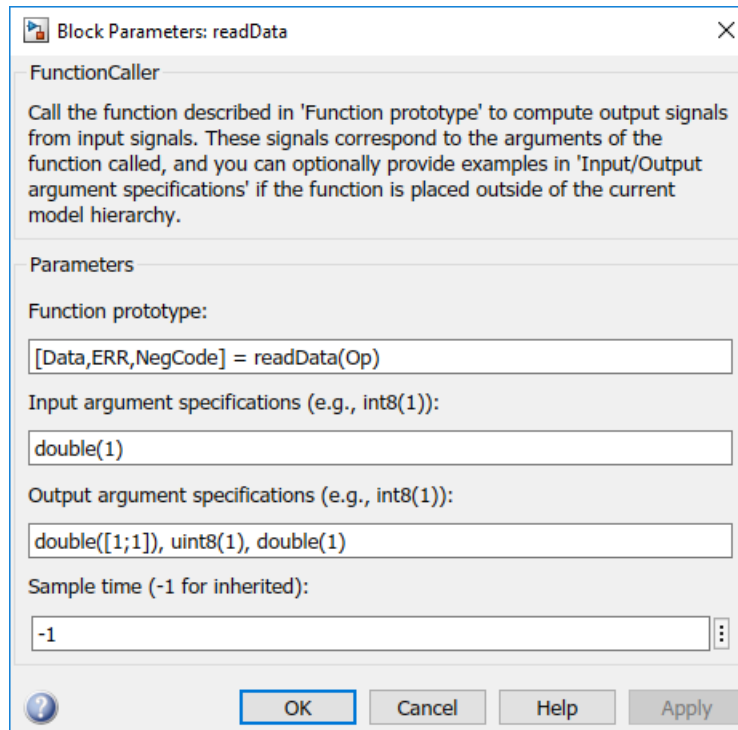 Block Parameters: readData
FunctionCaller
Call the function described in 'Function prototype' to compute output signals
from input signals. These signals correspond to the arguments of the
function called, and you can optionally provide examples in 'Input/Output
argument specifications' if the function is placed outside of the current
model hierarchy.
Parameters
Function prototype:
[Data,ERR,NegCode] = readData(Op)
Input argument specifications (e.g., int8(1)):
double(1)
Output argument specifications (e.g., int8(1)):
double([1;1]), uint8(1), double(1)
Sample time (-1 for inherited):
-1
OK Cancel Help Apply